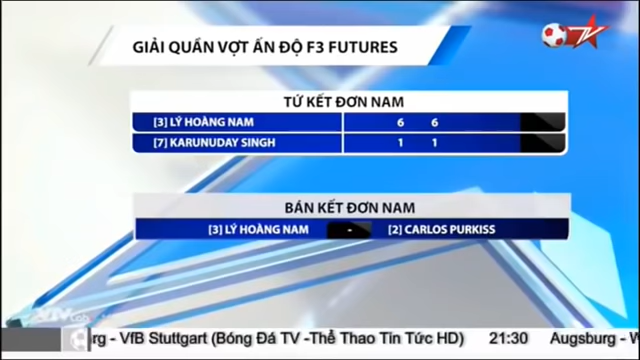 GIẢI QUẦN VỢT ẤN ĐỘ F3 FUTURES
TV
TỨ KẾT ĐƠN NAM
[3] LÝ HOÀNG NAM 6 6
[7] KARUNUDAY SINGH 1 1
BÁN KẾT ĐƠN NAM
[3] LÝ HOÀNG NAM - [2] CARLOS PURKISS
rg - VfB Stuttgart (Bóng Đá TV -Thể Thao Tin Tức HD) 21:30 Augsburg - W